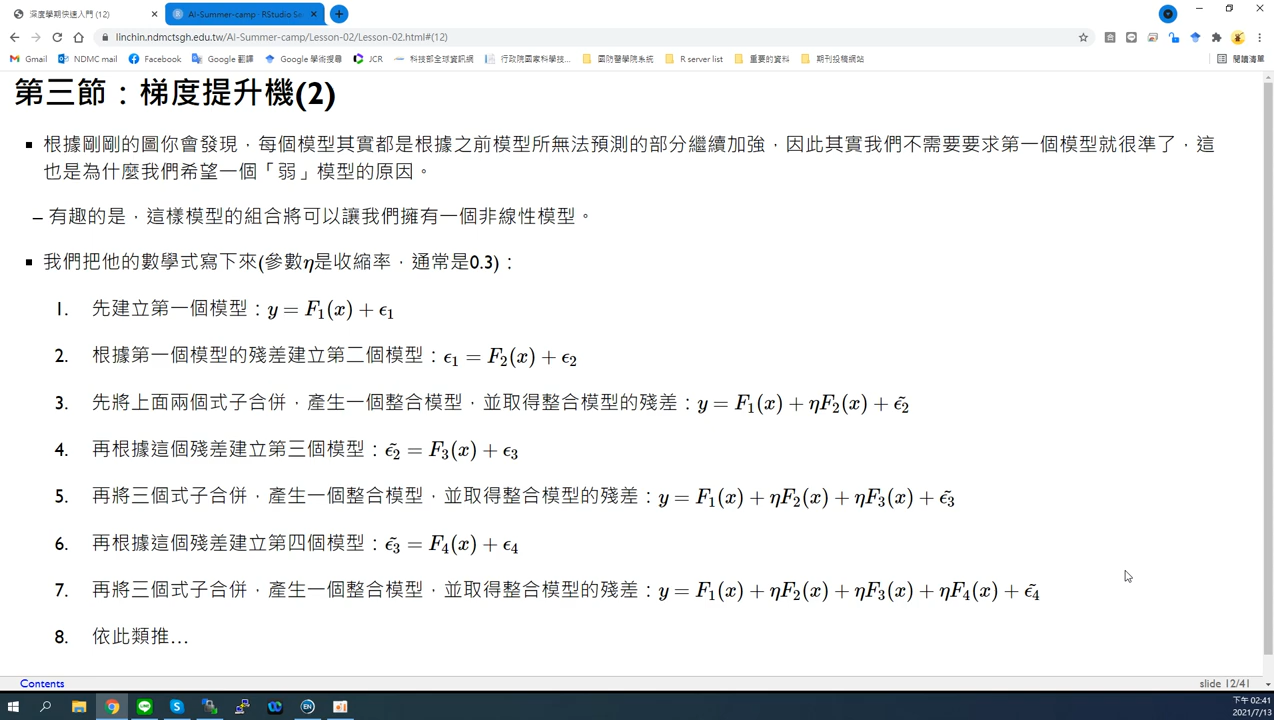 深度學期快速入門 (12)
AI-Summer-camp - RStudio Se
linchin.ndmctsgh.edu.tw/AI-Summer-camp/Lesson-02/Lesson-02.html#(12)
Gmail NDMC mail Facebook Google 翻譯 Google 學術搜尋 JCR 科技部全球資訊網 行政院國家科學技... 國防醫學院系統 R server list 重要的資料 期刊投稿網站 閱讀清單
第三節：梯度提升機(2)
根據剛剛的圖你會發現，每個模型其實都是根據之前模型所無法預測的部分繼續加強，因此其實我們不需要要求第一個模型就很準了，這
也是為什麼我們希望一個「弱」模型的原因。
– 有趣的是，這樣模型的組合將可以讓我們擁有一個非線性模型。
我們把他的數學式寫下來(參數η是收縮率，通常是0.3)：
1. 先建立第一個模型：y = F₁(x) + ϵ₁
2. 根據第一個模型的殘差建立第二個模型：ϵ₁ = F₂(x) + ϵ₂
3. 先將上面兩個式子合併，產生一個整合模型，並取得整合模型的殘差：y = F₁(x) + ηF₂(x) + ϵ̃₂
4. 再根據這個殘差建立第三個模型：ϵ̃₂ = F₃(x) + ϵ₃
5. 再將三個式子合併，產生一個整合模型，並取得整合模型的殘差：y = F₁(x) + ηF₂(x) + ηF₃(x) + ϵ̃₃
6. 再根據這個殘差建立第四個模型：ϵ̃₃ = F₄(x) + ϵ₄
7. 再將三個式子合併，產生一個整合模型，並取得整合模型的殘差：y = F₁(x) + ηF₂(x) + ηF₃(x) + ηF₄(x) + ϵ̃₄
8. 依此類推…
Contents
slide 12/41
下午 02:41
2021/7/13